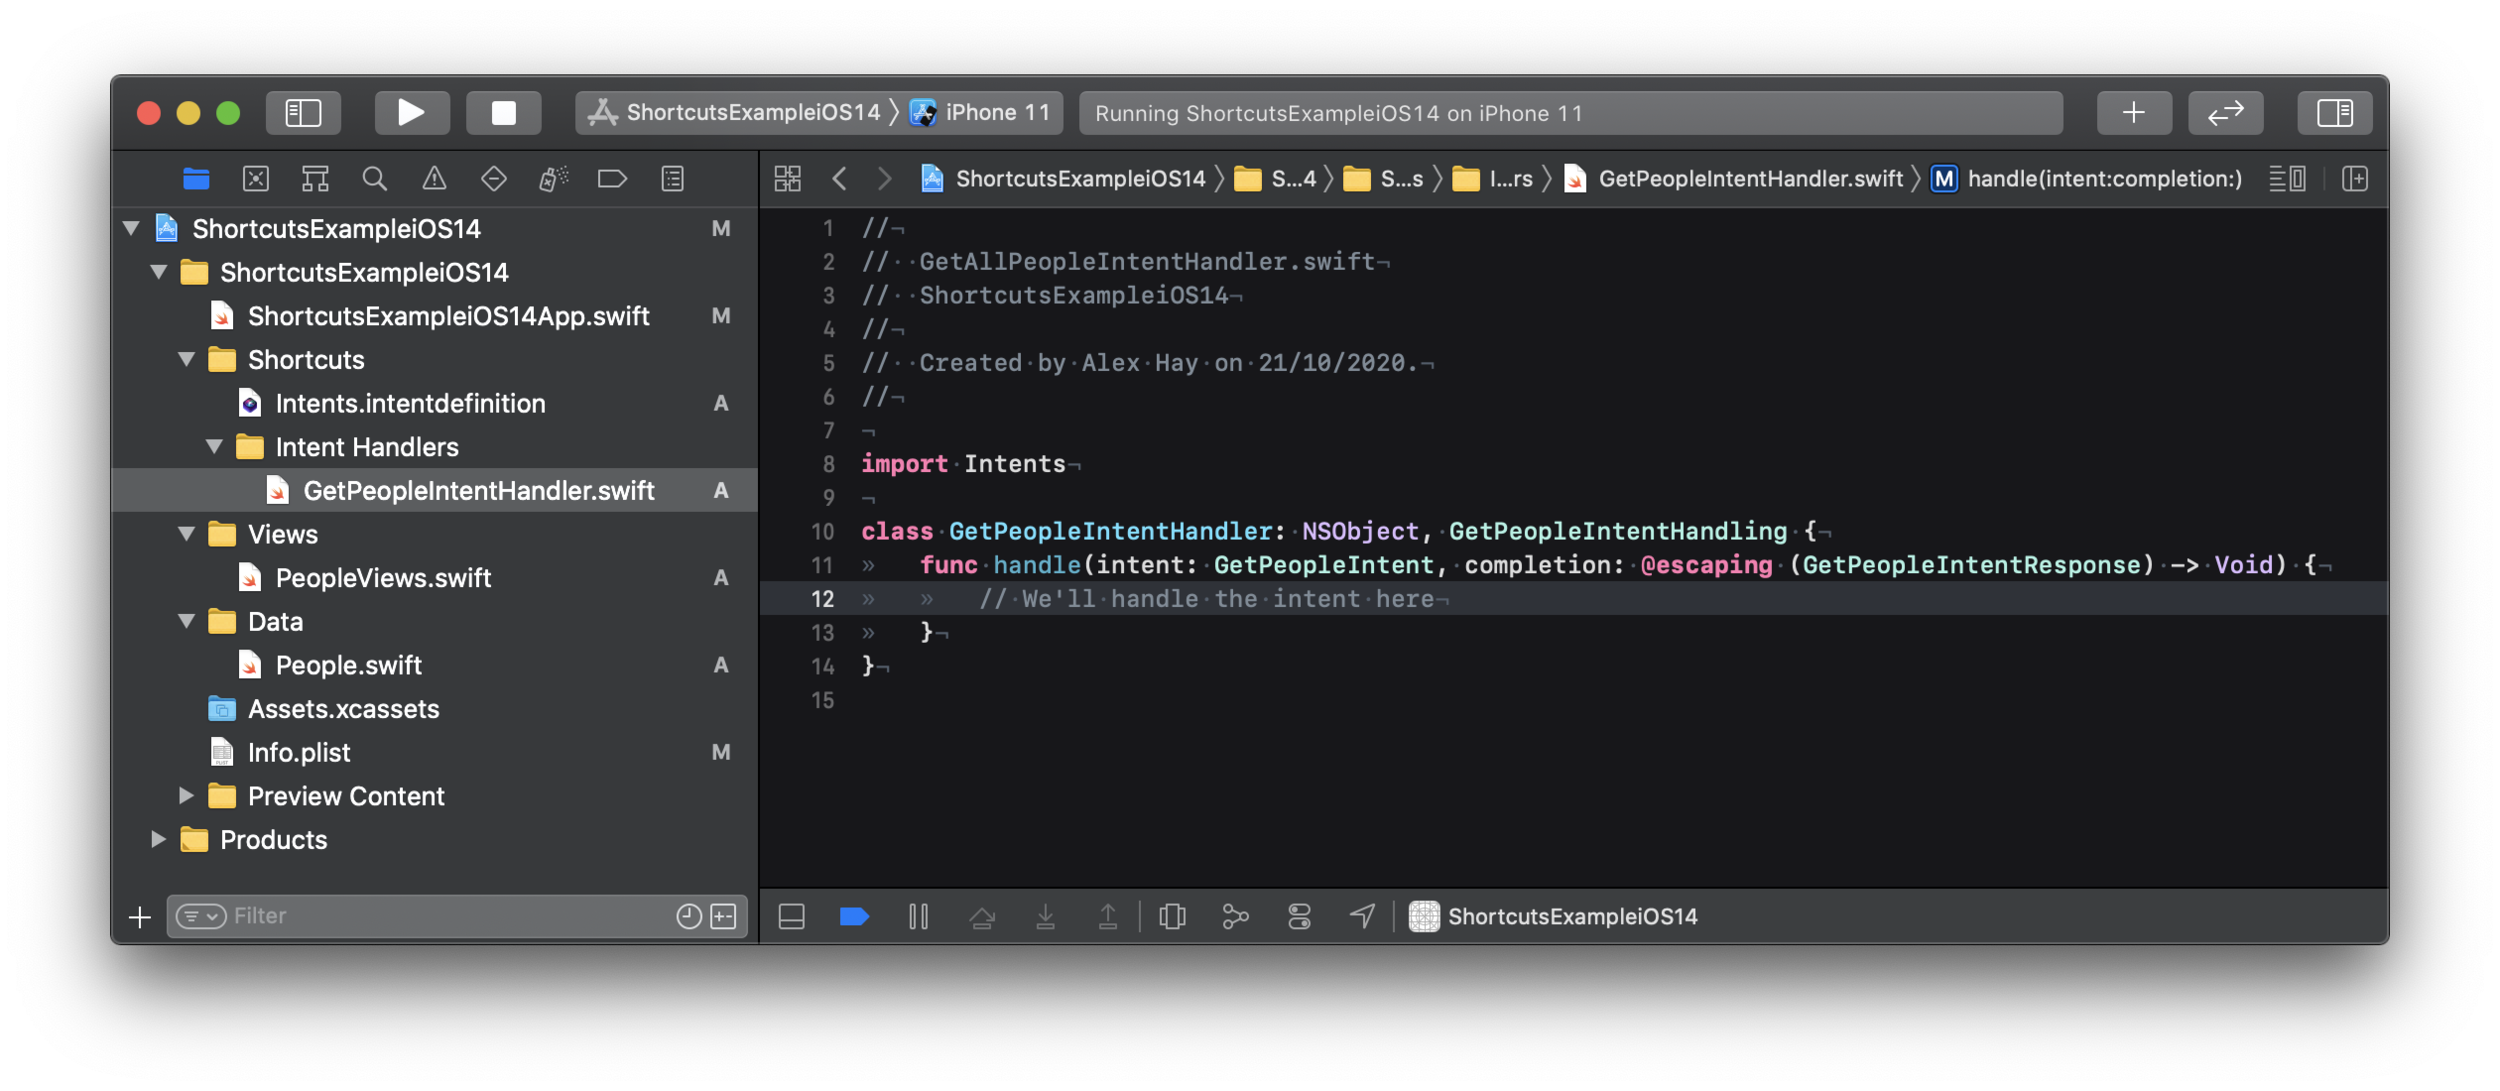 ShortcutsExampleiOS14 〉 iPhone 11
Running ShortcutsExampleiOS14 on iPhone 11
ShortcutsExampleiOS14 〉 S...4 〉 S...s 〉 I...rs 〉 GetPeopleIntentHandler.swift 〉 M handle(intent:completion:)
ShortcutsExampleiOS14 M
ShortcutsExampleiOS14
ShortcutsExampleiOS14App.swift M
Shortcuts
Intents.intentdefinition A
Intent Handlers
GetPeopleIntentHandler.swift A
Views
PeopleViews.swift A
Data
People.swift A
Assets.xcassets
Info.plist M
Preview Content
Products
Filter
1 //¬
2 //··GetAllPeopleIntentHandler.swift¬
3 //··ShortcutsExampleiOS14¬
4 //¬
5 //··Created·by·Alex·Hay·on·21/10/2020.¬
6 //¬
7 ¬
8 import·Intents¬
9 ¬
10 class·GetPeopleIntentHandler:·NSObject,·GetPeopleIntentHandling·{¬
11 » func·handle(intent:·GetPeopleIntent,·completion:·@escaping·(GetPeopleIntentResponse)·->·Void)·{¬
12 » » //·We'll·handle·the·intent·here¬
13 » }¬
14 }¬
15
ShortcutsExampleiOS14